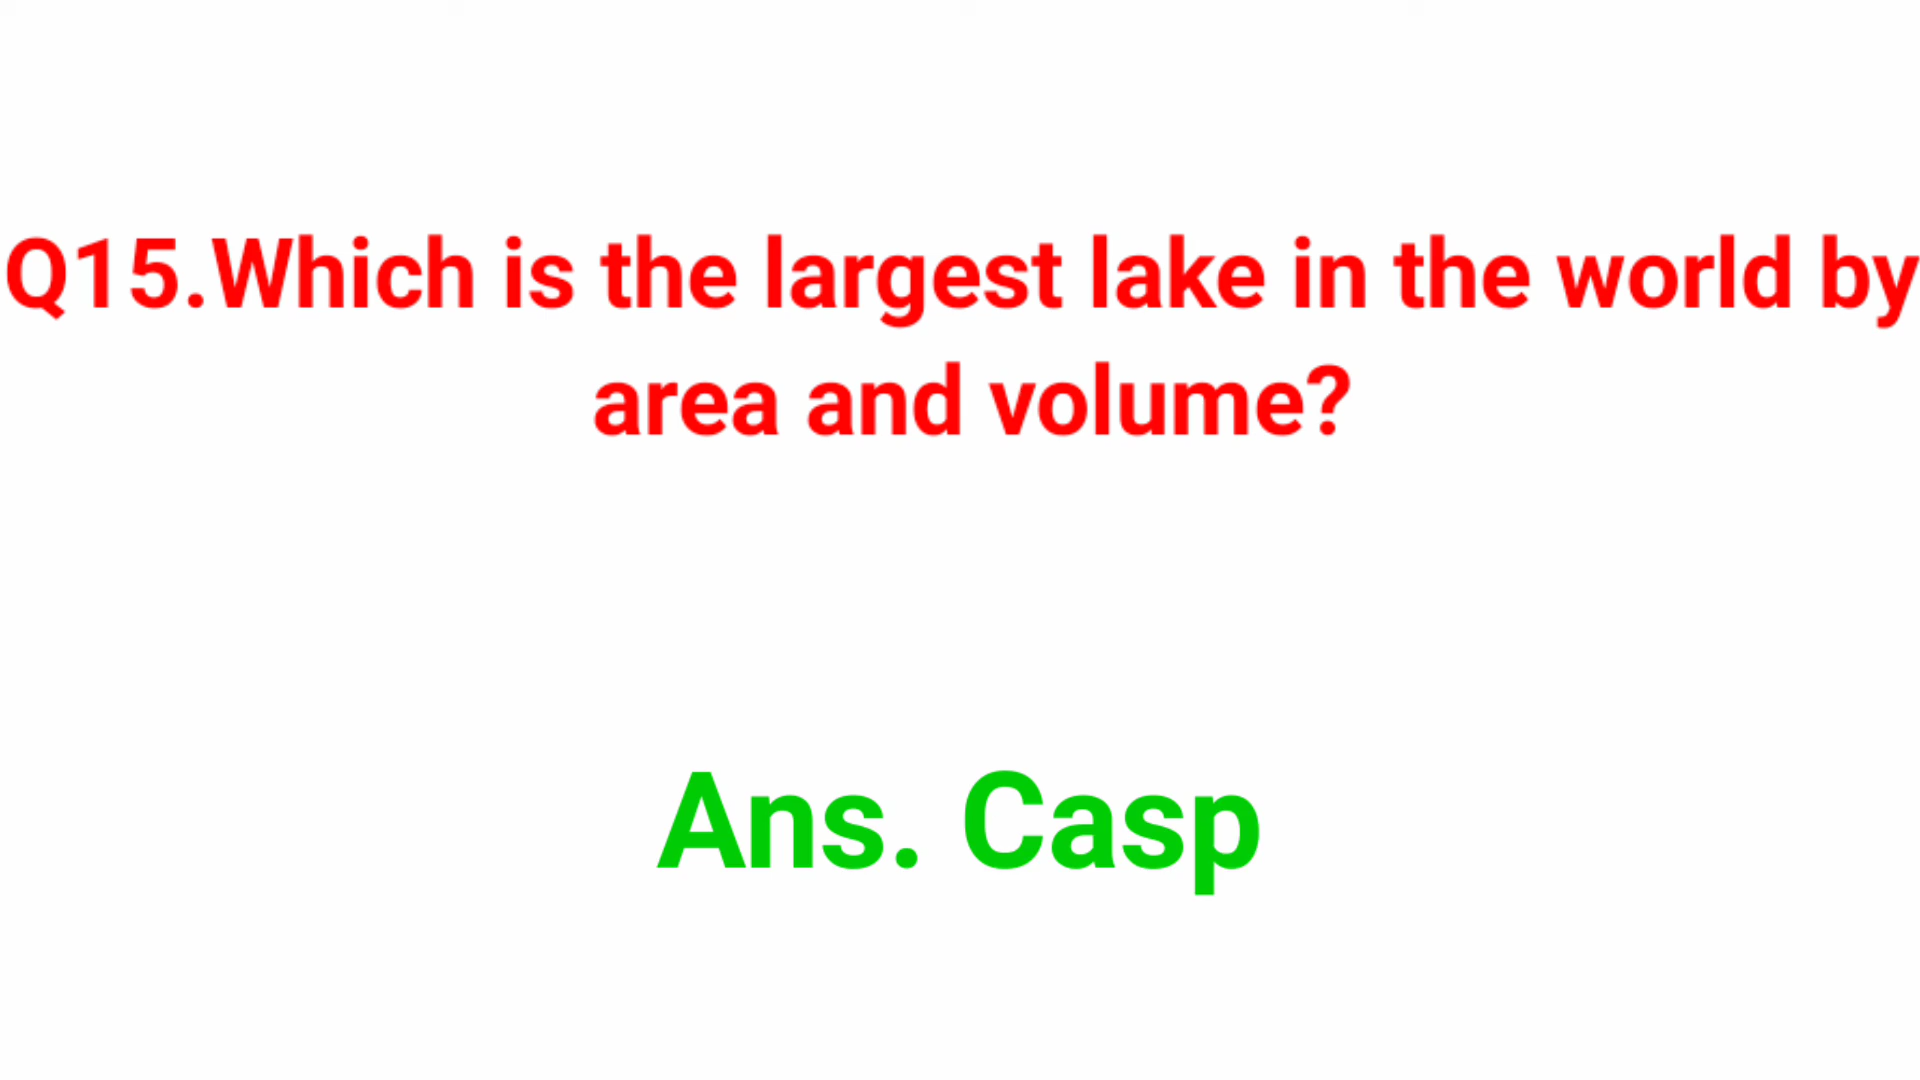 Q15.Which is the largest lake in the world by
area and volume?
Ans. Casp